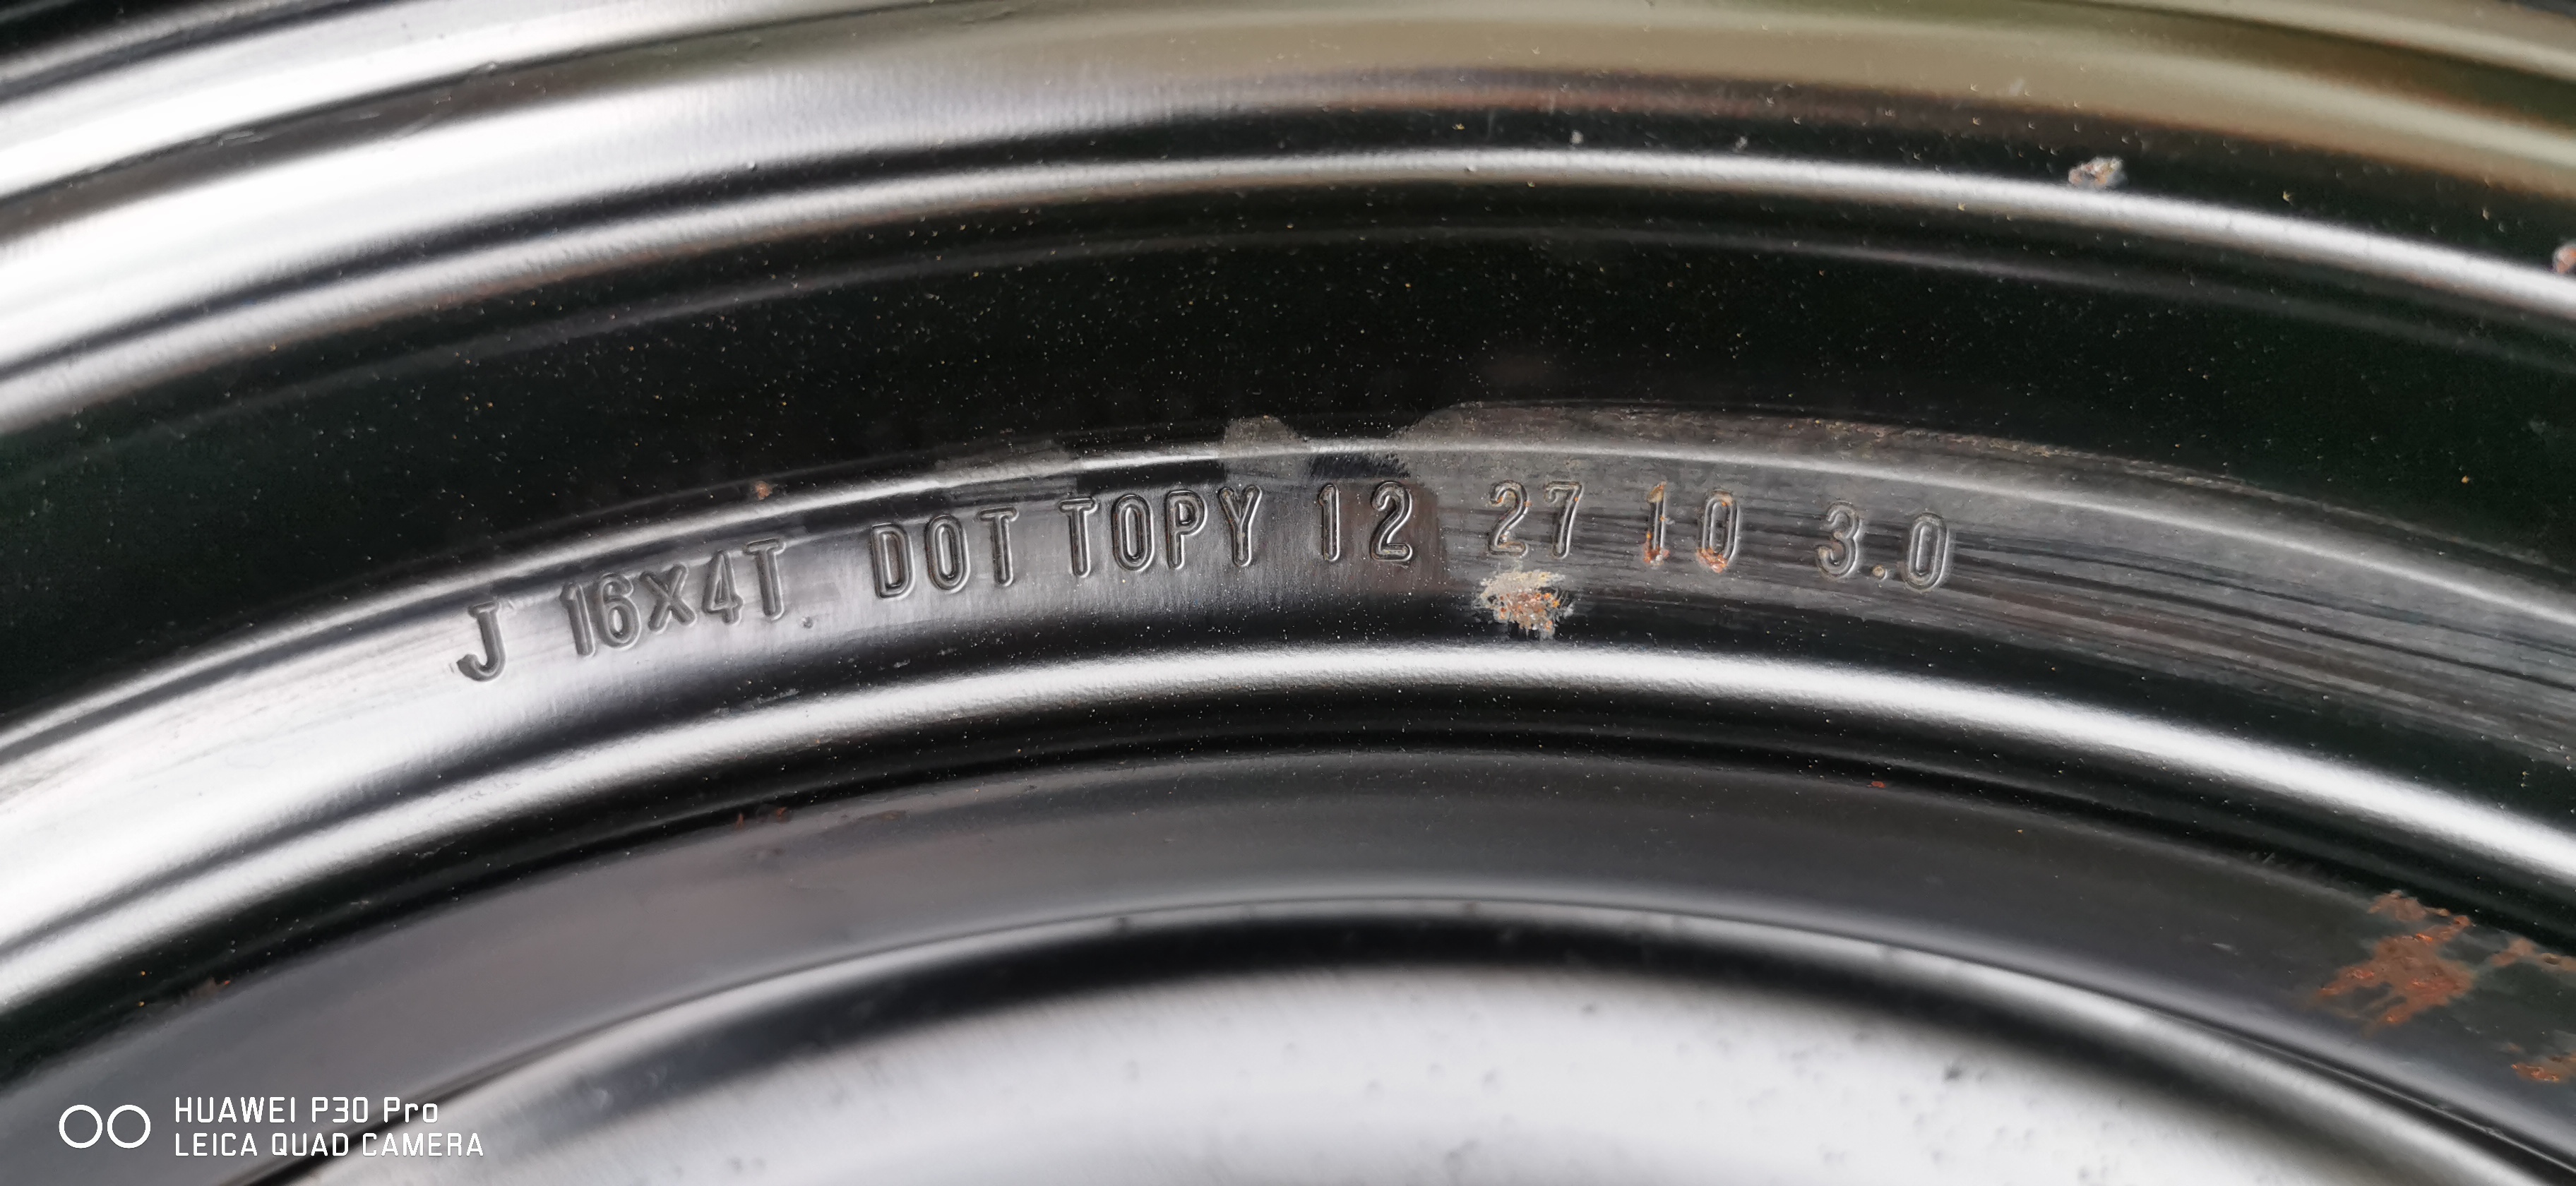 J 16x4T DOT TOPY 12 27 10 3.0
HUAWEI P30 Pro
LEICA QUAD CAMERA